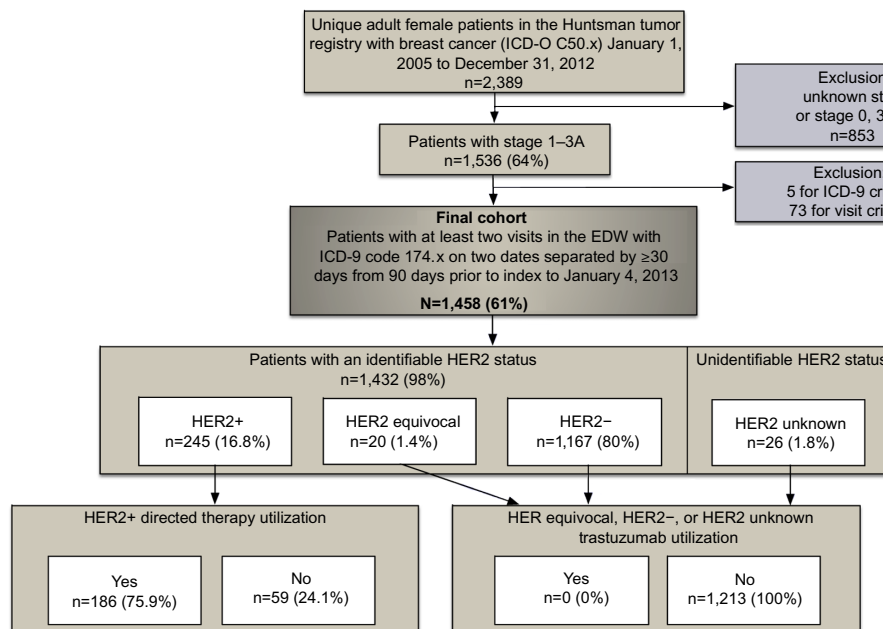 Unique adult female patients in the Huntsman tumor
registry with breast cancer (ICD-O C50.x) January 1,
2005 to December 31, 2012
n=2,389
Exclusion
unknown
or stage 0,
n=853
Patients with stage 1–3A
n=1,536 (64%)
Exclusion
5 for ICD-9
73 for visit
Final cohort
Patients with at least two visits in the EDW with
ICD-9 code 174.x on two dates separated by ≥30
days from 90 days prior to index to January 4, 2013
N=1,458 (61%)
Patients with an identifiable HER2 status
n=1,432 (98%)
Unidentifiable HER2 status
HER2+
n=245 (16.8%)
HER2 equivocal
n=20 (1.4%)
HER2−
n=1,167 (80%)
HER2 unknown
n=26 (1.8%)
HER2+ directed therapy utilization
Yes
n=186 (75.9%)
No
n=59 (24.1%)
HER equivocal, HER2−, or HER2 unknown
trastuzumab utilization
Yes
n=0 (0%)
No
n=1,213 (100%)